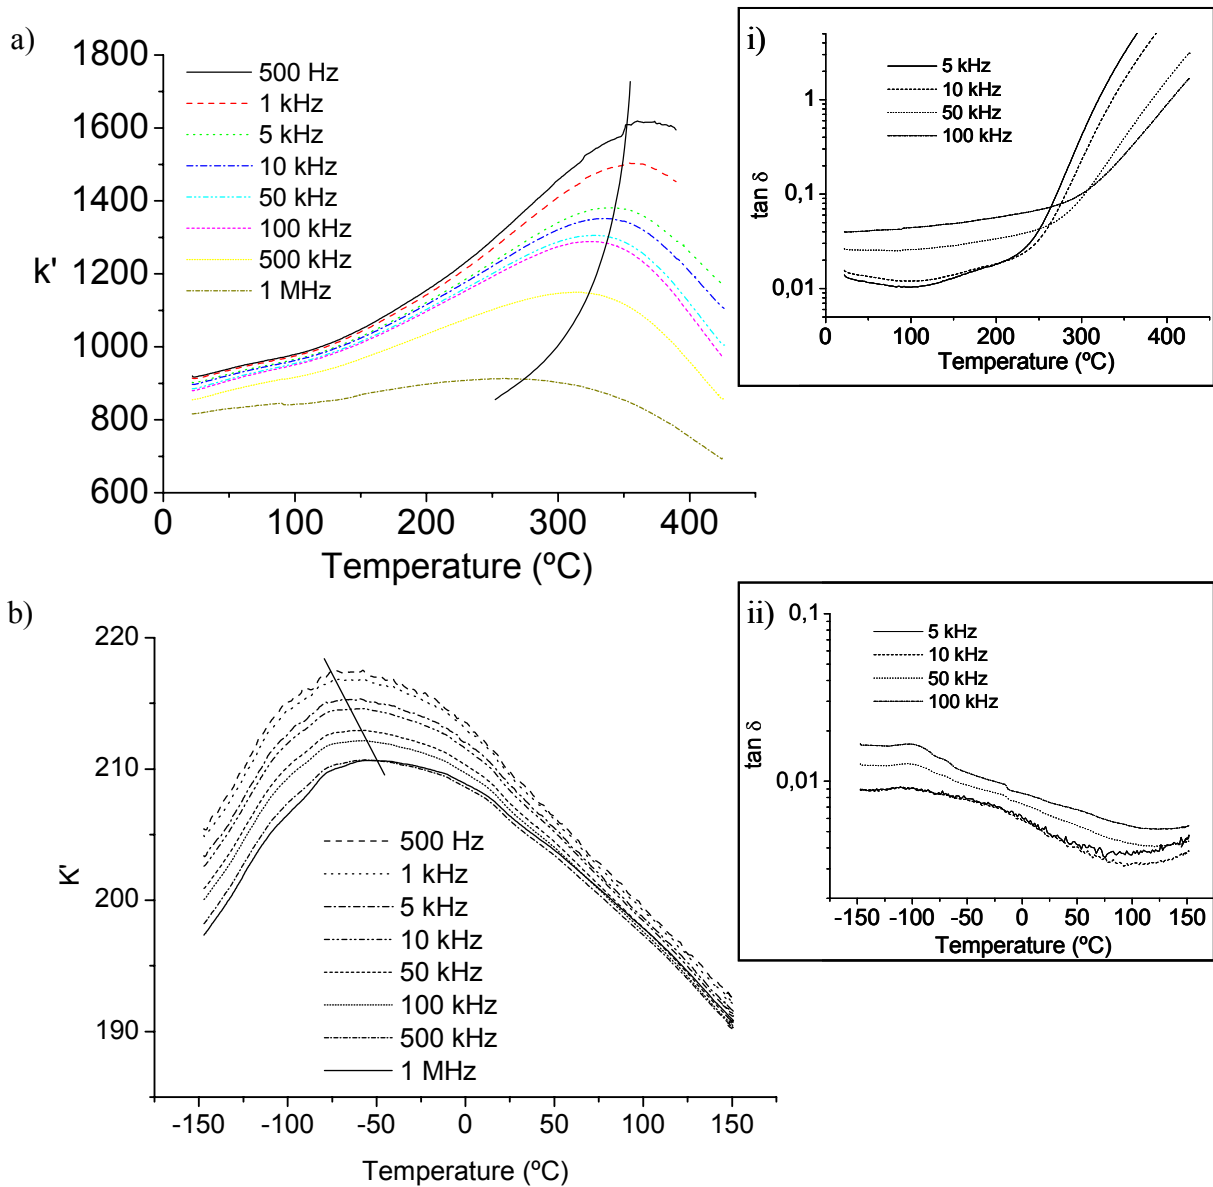 a)
1800
1600
1400
1200
1000
800
600
k'
500 Hz
1 kHz
5 kHz
10 kHz
50 kHz
100 kHz
500 kHz
1 MHz
0
100
200
300
400
Temperature (ºC)
i)
1
0,1
0,01
tan δ
5 kHz
10 kHz
50 kHz
100 kHz
0
100
200
300
400
Temperature (ºC)
b)
220
210
200
190
K'
500 Hz
1 kHz
5 kHz
10 kHz
50 kHz
100 kHz
500 kHz
1 MHz
-150
-100
-50
0
50
100
150
Temperature (ºC)
ii)
0,1
0,01
tan δ
5 kHz
10 kHz
50 kHz
100 kHz
-150
-100
-50
0
50
100
150
Temperature (ºC)